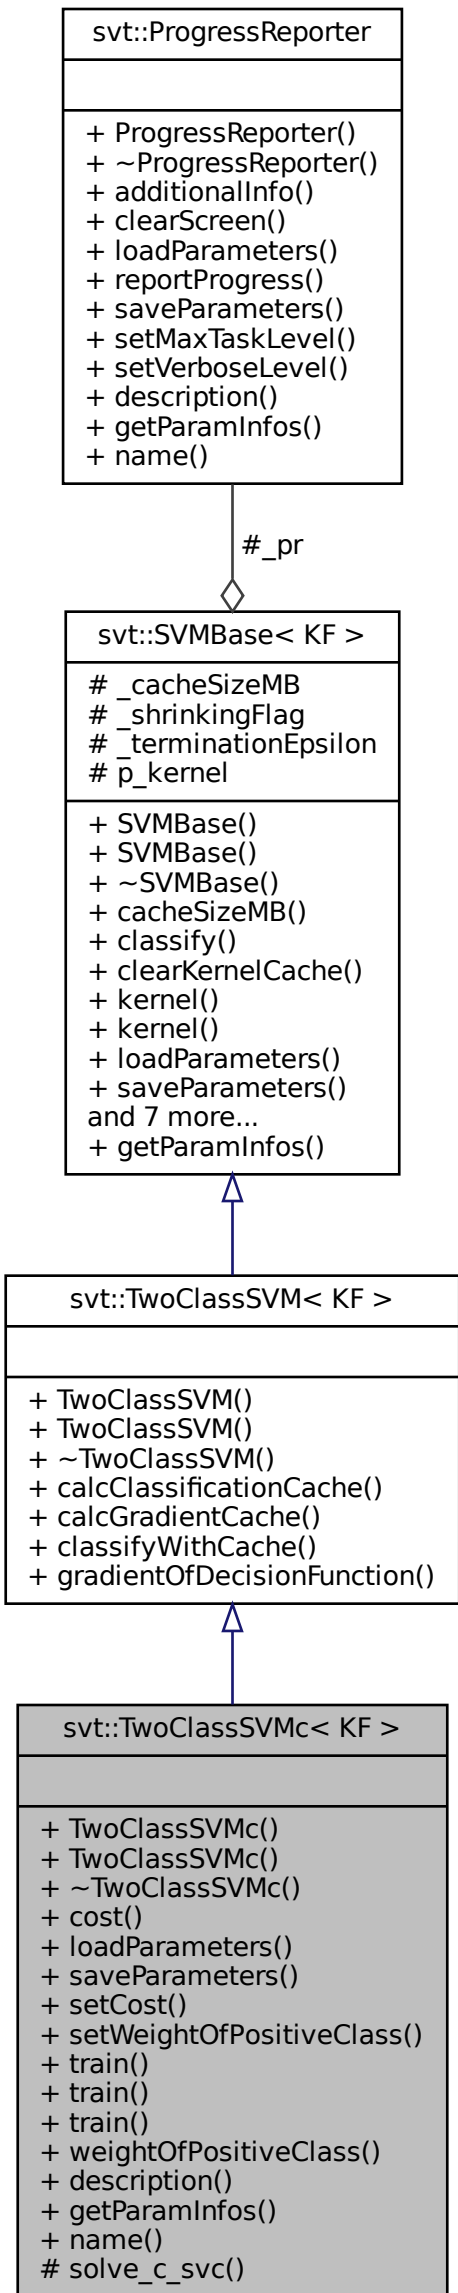 svt::ProgressReporter
+ ProgressReporter()
+ ~ProgressReporter()
+ additionalInfo()
+ clearScreen()
+ loadParameters()
+ reportProgress()
+ saveParameters()
+ setMaxTaskLevel()
+ setVerboseLevel()
+ description()
+ getParamInfos()
+ name()
#_pr
svt::SVMBase< KF >
# _cacheSizeMB
# _shrinkingFlag
# _terminationEpsilon
# p_kernel
+ SVMBase()
+ SVMBase()
+ ~SVMBase()
+ cacheSizeMB()
+ classify()
+ clearKernelCache()
+ kernel()
+ kernel()
+ loadParameters()
+ saveParameters()
and 7 more...
+ getParamInfos()
svt::TwoClassSVM< KF >
+ TwoClassSVM()
+ TwoClassSVM()
+ ~TwoClassSVM()
+ calcClassificationCache()
+ calcGradientCache()
+ classifyWithCache()
+ gradientOfDecisionFunction()
svt::TwoClassSVMc< KF >
+ TwoClassSVMc()
+ TwoClassSVMc()
+ ~TwoClassSVMc()
+ cost()
+ loadParameters()
+ saveParameters()
+ setCost()
+ setWeightOfPositiveClass()
+ train()
+ train()
+ train()
+ weightOfPositiveClass()
+ description()
+ getParamInfos()
+ name()
# solve_c_svc()